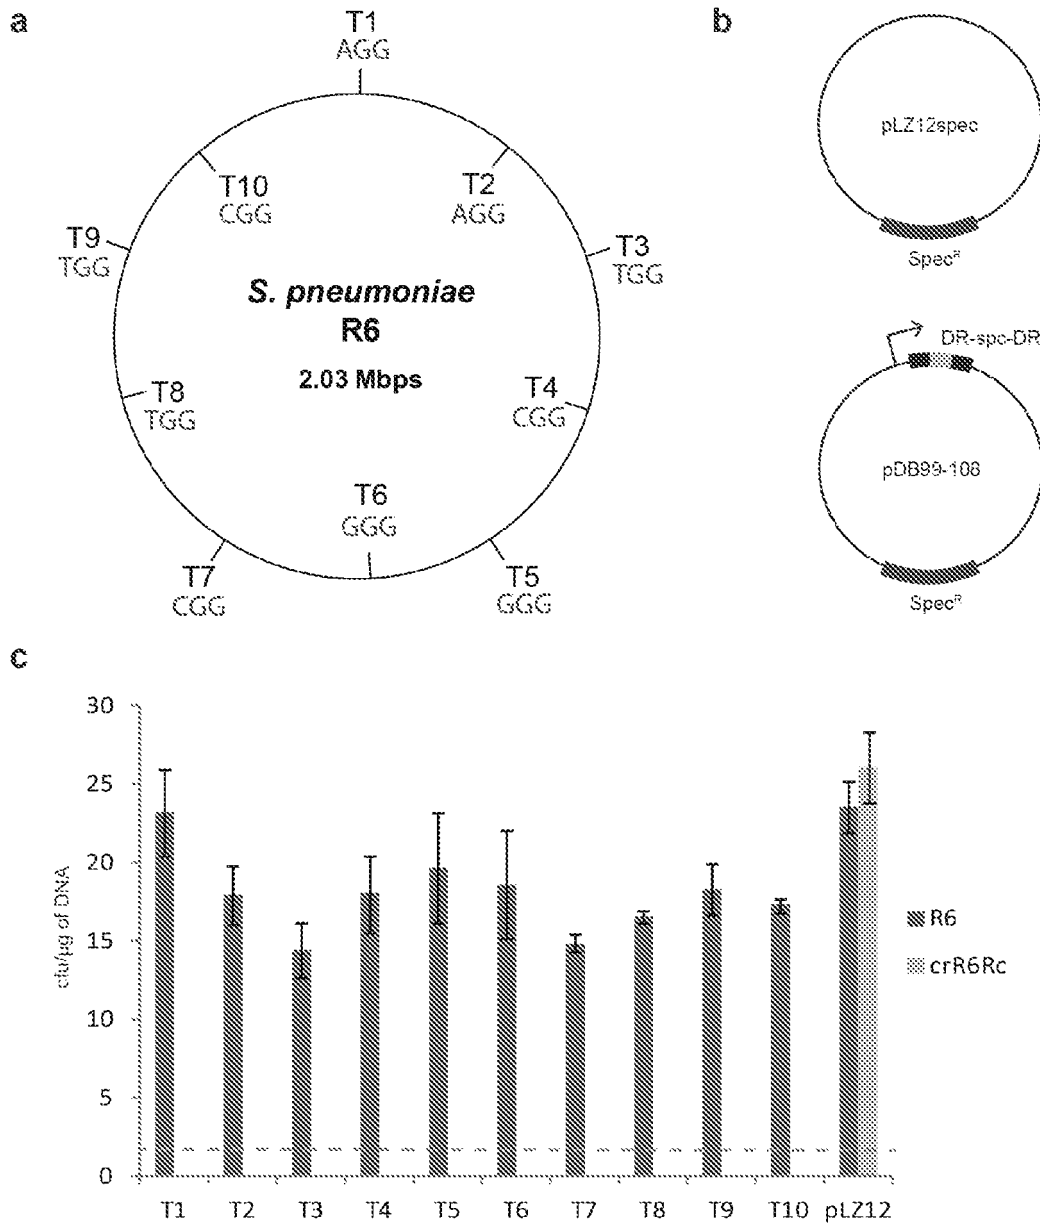 a
T1
AGG
T10
CGG
T2
AGG
T9
TGG
T3
TGG
S. pneumoniae
R6
2.03 Mbps
T8
TGG
T4
CGG
T6
GGG
T7
CGG
T5
GGG
b
pLZ12spec
Spec^R
DR-spc-DR
pDB99-108
Spec^R
c
cfu/µg of DNA
30
25
20
15
10
5
0
T1 T2 T3 T4 T5 T6 T7 T8 T9 T10 pLZ12
R6
crR6Rc